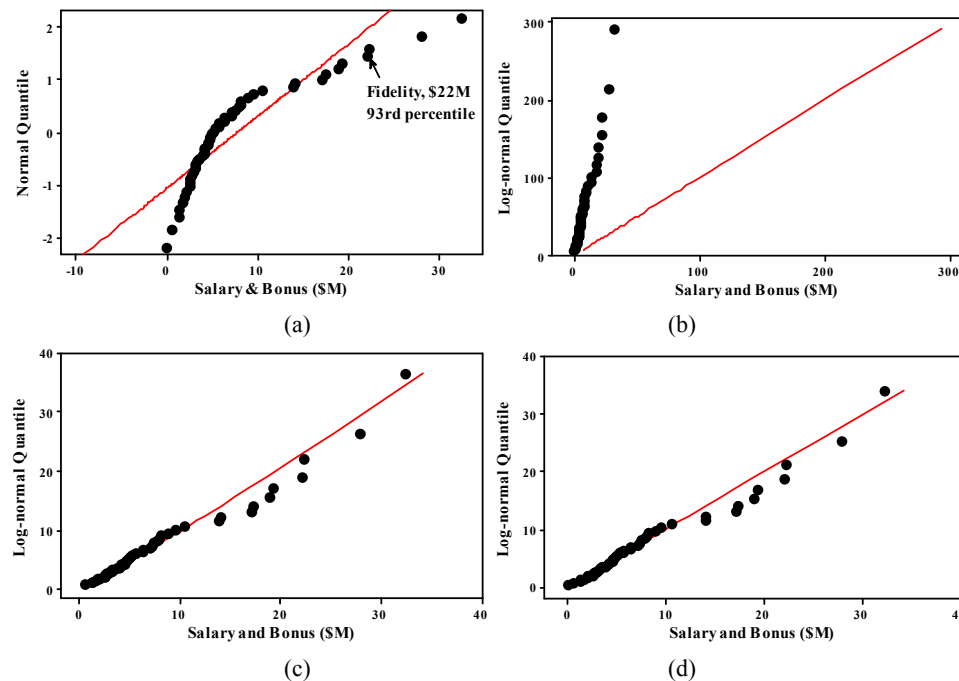 2
1
0
-1
-2
Normal Quantile
-10
0
10
20
30
Salary & Bonus ($M)
Fidelity, $22M
93rd percentile
(a)
300
200
100
0
Log-normal Quantile
0
100
200
300
Salary and Bonus ($M)
(b)
40
30
20
10
0
Log-normal Quantile
0
10
20
30
40
Salary and Bonus ($M)
(c)
40
30
20
10
0
Log-normal Quantile
0
10
20
30
40
Salary and Bonus ($M)
(d)